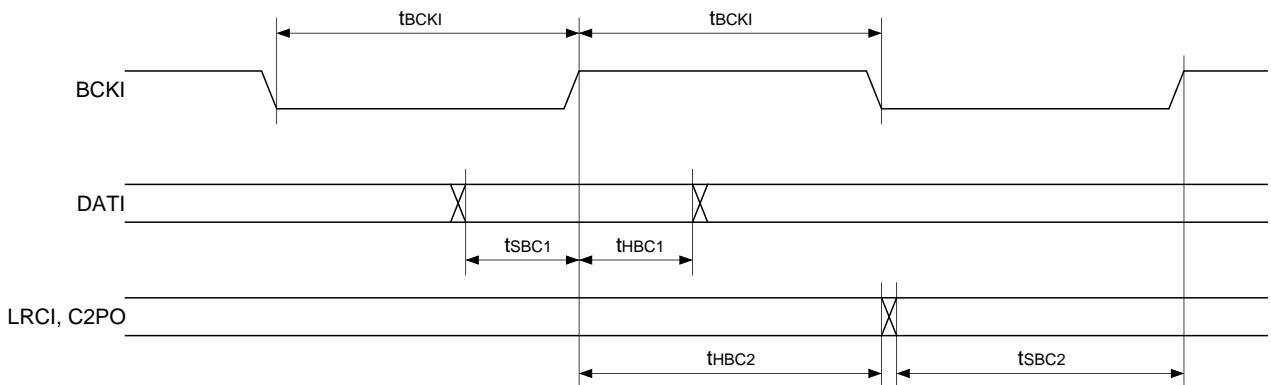 tBCKI tBCKI
BCKI
DATI
tSBC1 tHBC1
LRCI, C2PO
tHBC2 tSBC2